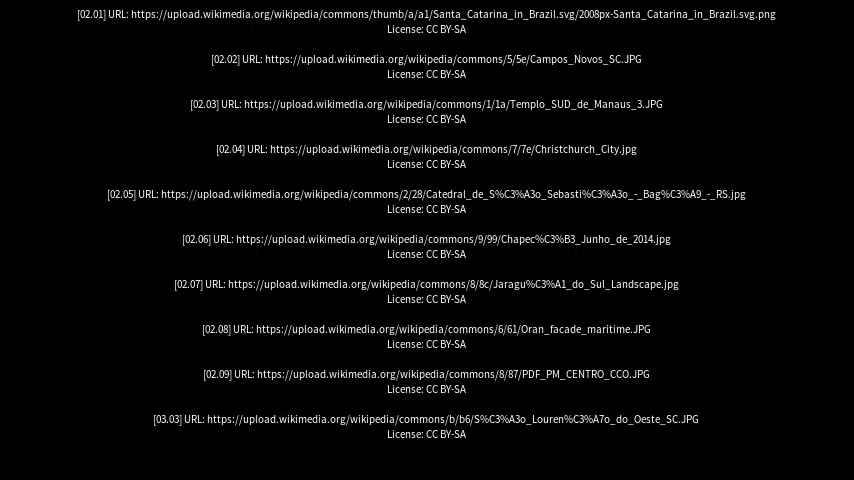 [02.01] URL: https://upload.wikimedia.org/wikipedia/commons/thumb/a/a1/Santa_Catarina_in_Brazil.svg/2008px-Santa_Catarina_in_Brazil.svg.png
License: CC BY-SA
[02.02] URL: https://upload.wikimedia.org/wikipedia/commons/5/5e/Campos_Novos_SC.JPG
License: CC BY-SA
[02.03] URL: https://upload.wikimedia.org/wikipedia/commons/1/1a/Templo_SUD_de_Manaus_3.JPG
License: CC BY-SA
[02.04] URL: https://upload.wikimedia.org/wikipedia/commons/7/7e/Christchurch_City.jpg
License: CC BY-SA
[02.05] URL: https://upload.wikimedia.org/wikipedia/commons/2/28/Catedral_de_S%C3%A3o_Sebasti%C3%A3o_-_Bag%C3%A9_-_RS.jpg
License: CC BY-SA
[02.06] URL: https://upload.wikimedia.org/wikipedia/commons/9/99/Chapec%C3%B3_Junho_de_2014.jpg
License: CC BY-SA
[02.07] URL: https://upload.wikimedia.org/wikipedia/commons/8/8c/Jaragu%C3%A1_do_Sul_Landscape.jpg
License: CC BY-SA
[02.08] URL: https://upload.wikimedia.org/wikipedia/commons/6/61/Oran_facade_maritime.JPG
License: CC BY-SA
[02.09] URL: https://upload.wikimedia.org/wikipedia/commons/8/87/PDF_PM_CENTRO_CCO.JPG
License: CC BY-SA
[03.03] URL: https://upload.wikimedia.org/wikipedia/commons/b/b6/S%C3%A3o_Louren%C3%A7o_do_Oeste_SC.JPG
License: CC BY-SA